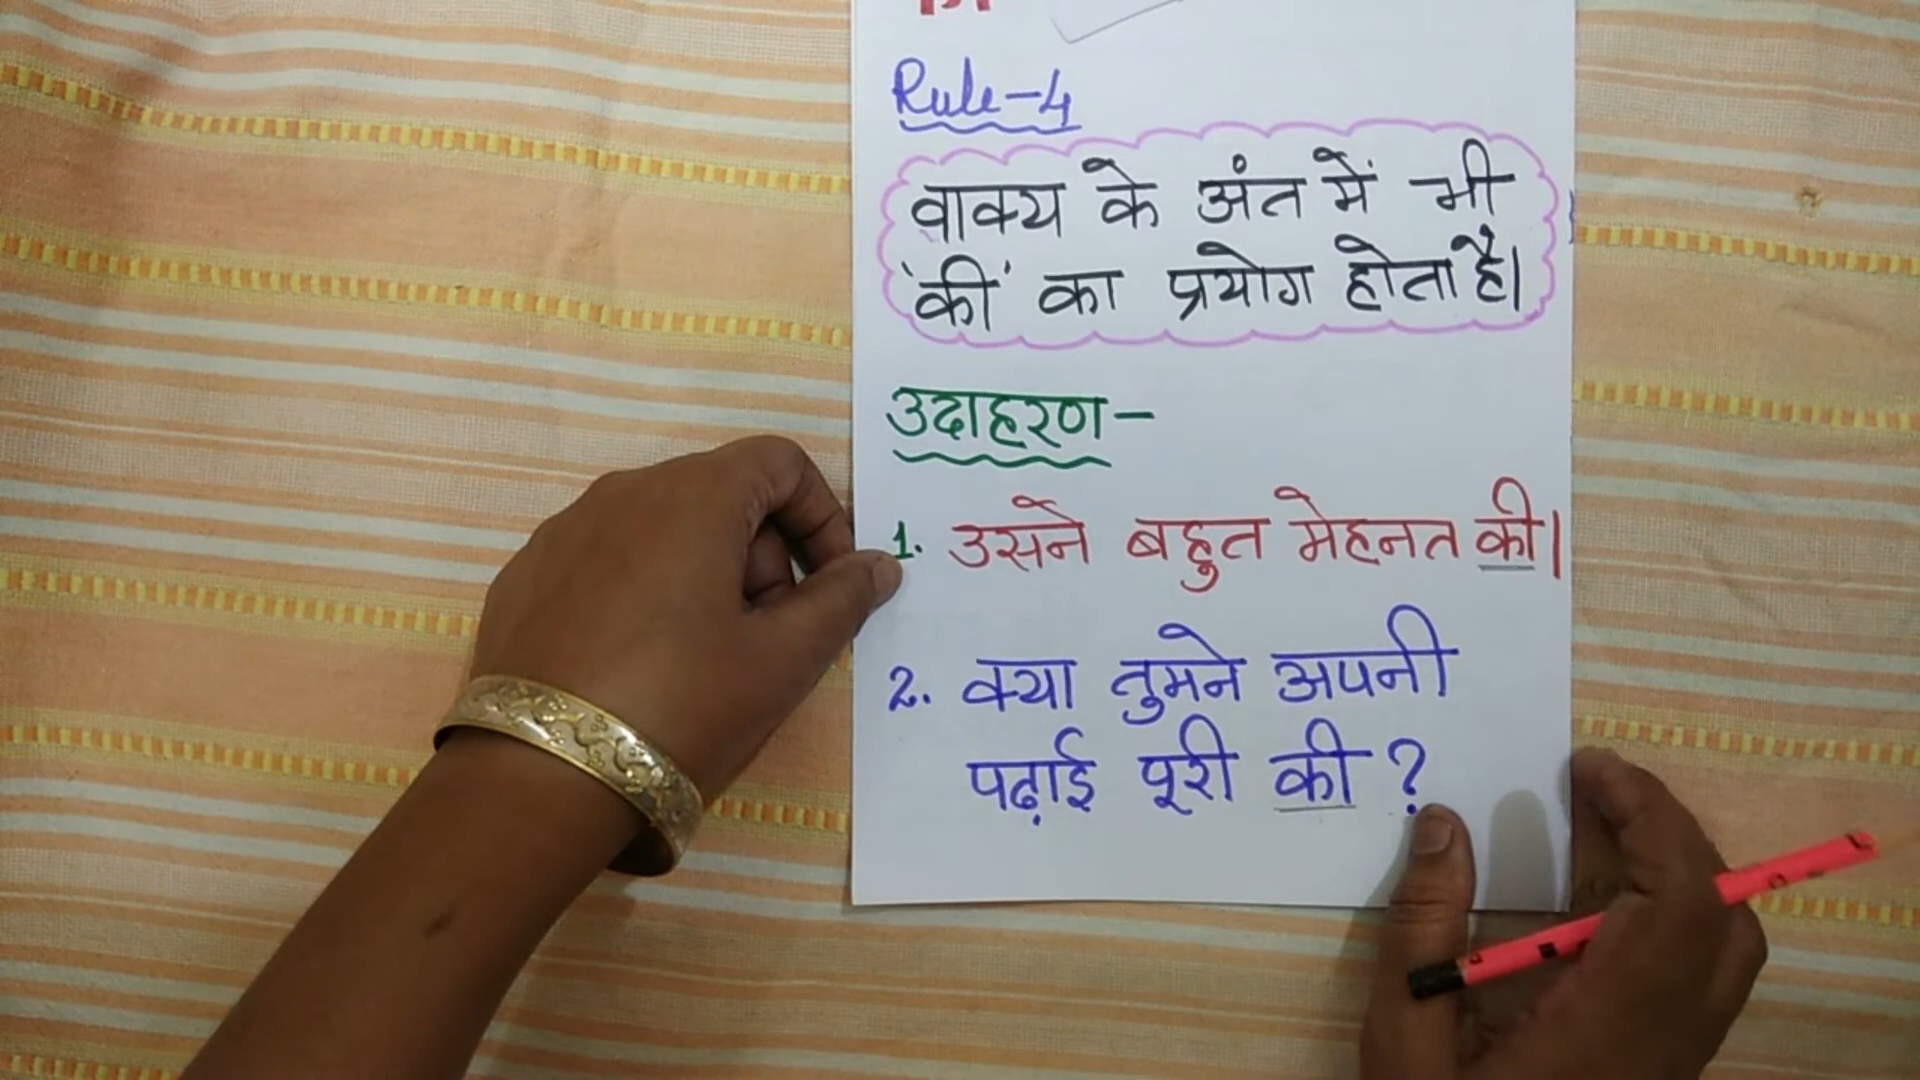 Rule-4
वाक्य के अंत में भी
'की' का प्रयोग होता है।
उदाहरण-
1. उसने बहुत मेहनत की।
2. क्या तुमने अपनी
पढ़ाई पूरी की ?